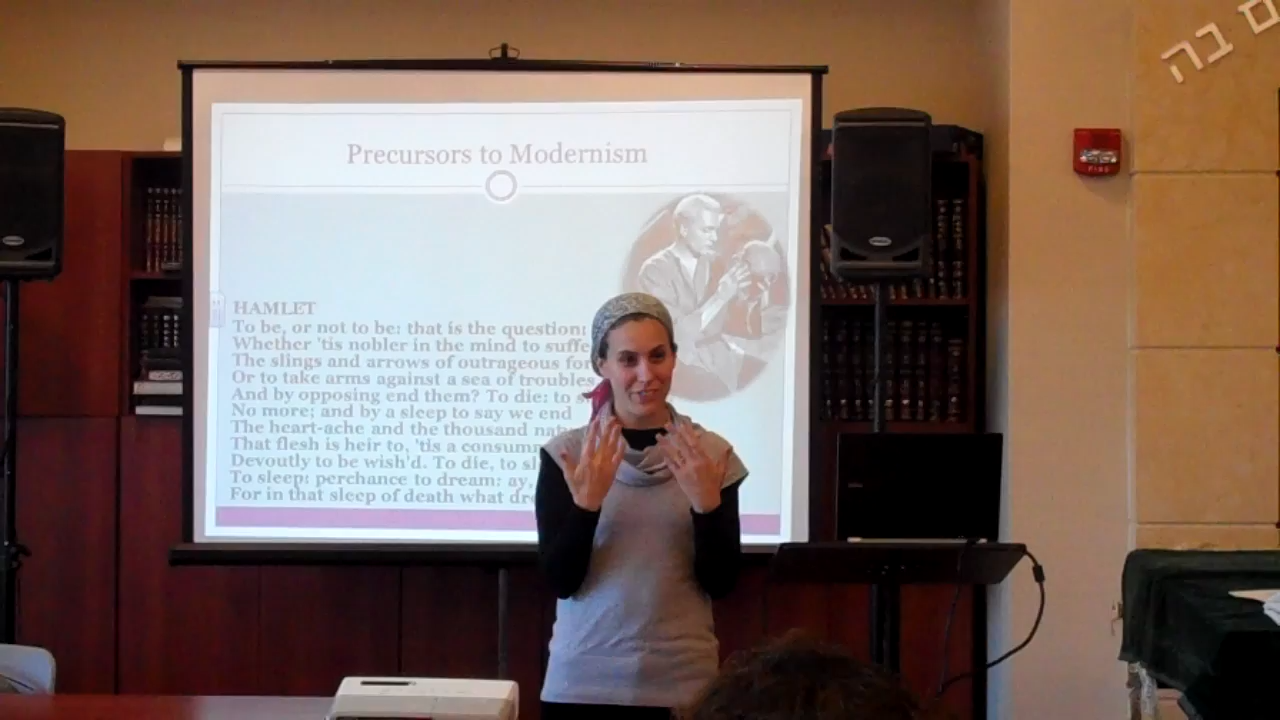 Precursors to Modernism
HAMLET
To be, or not to be: that is the question:
Whether 'tis nobler in the mind to suffe
The slings and arrows of outrageous for
Or to take arms against a sea of troubles
And by opposing end them? To die: to s
No more; and by a sleep to say we end
The heart-ache and the thousand natu
That flesh is heir to, 'tis a consumm
Devoutly to be wish'd. To die, to sl
To sleep: perchance to dream: ay,
For in that sleep of death what dre
ם בה
FIRE